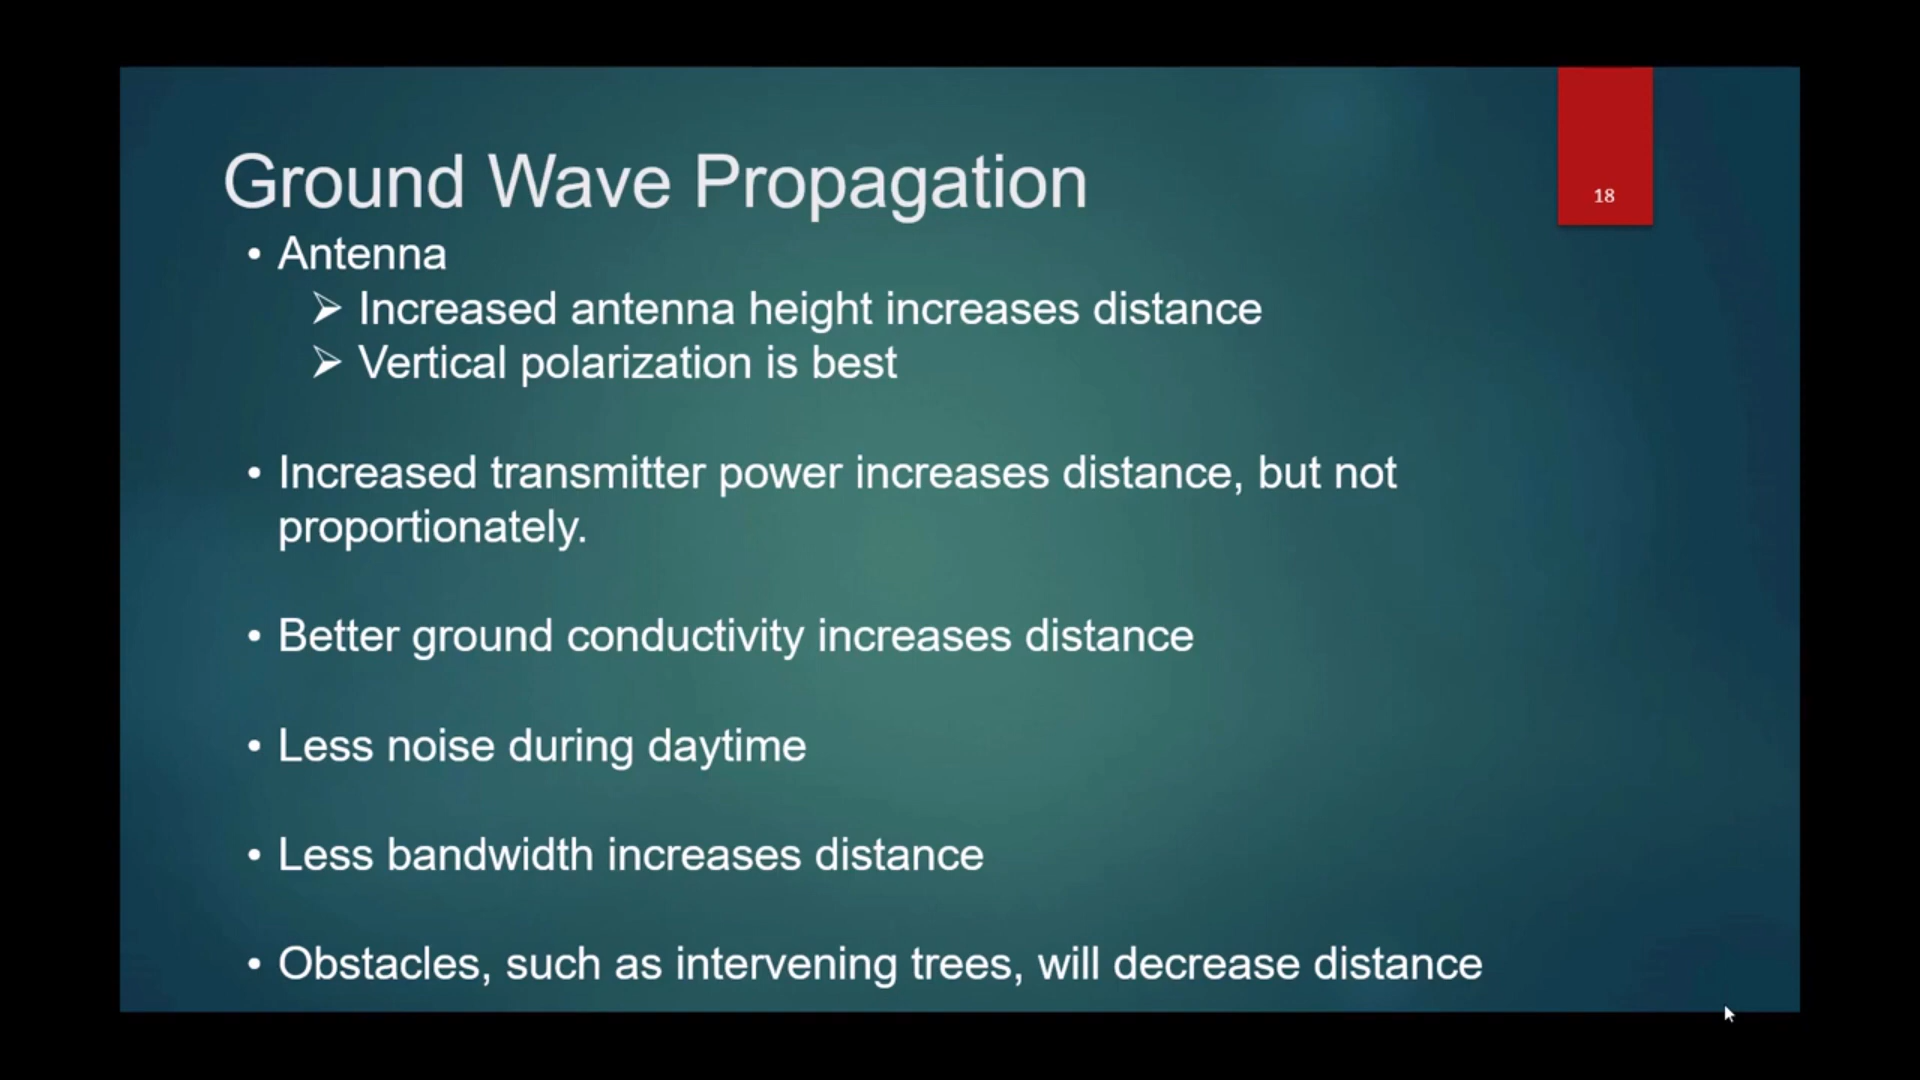 18
Ground Wave Propagation
• Antenna
➢ Increased antenna height increases distance
➢ Vertical polarization is best
• Increased transmitter power increases distance, but not
proportionately.
• Better ground conductivity increases distance
• Less noise during daytime
• Less bandwidth increases distance
• Obstacles, such as intervening trees, will decrease distance